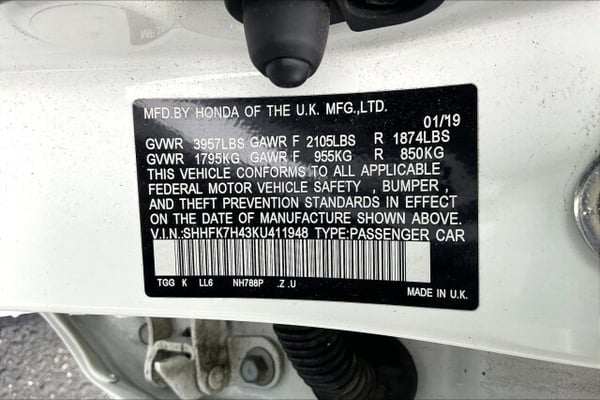 MFD.BY HONDA OF THE U.K. MFG.,LTD.
01/19
GVWR 3957LBS GAWR F 2105LBS R 1874LBS
GVWR 1795KG GAWR F 955KG R 850KG
THIS VEHICLE CONFORMS TO ALL APPLICABLE
FEDERAL MOTOR VEHICLE SAFETY , BUMPER ,
AND THEFT PREVENTION STANDARDS IN EFFECT
ON THE DATE OF MANUFACTURE SHOWN ABOVE.
V.I.N.:SHHFK7H43KU411948 TYPE:PASSENGER CAR
TGG K LL6 NH788P .Z .U
MADE IN U.K.